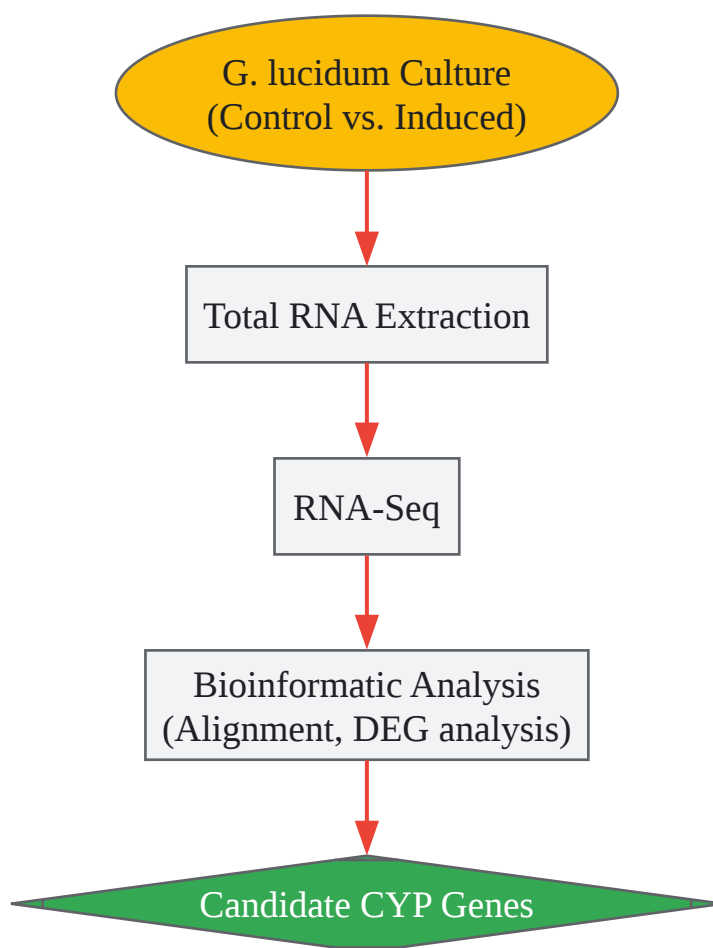 G. lucidum Culture
(Control vs. Induced)
Total RNA Extraction
RNA-Seq
Bioinformatic Analysis
(Alignment, DEG analysis)
Candidate CYP Genes